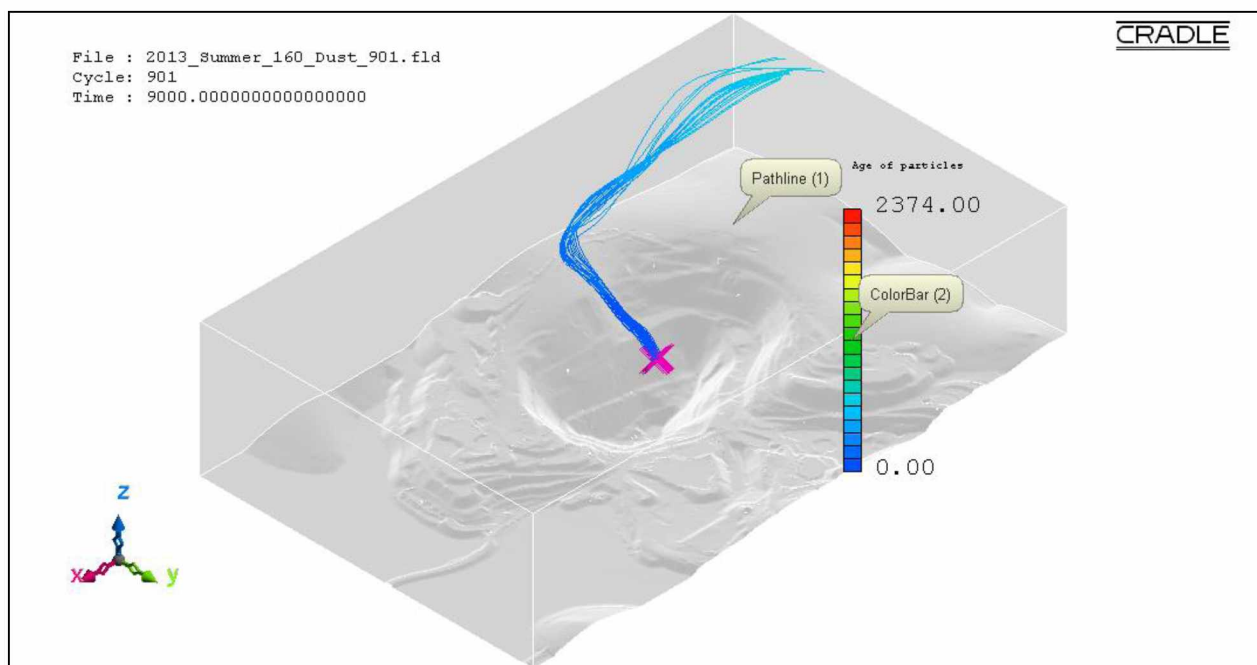 File : 2013_Summer_160_Dust_901.fld
Cycle: 901
Time : 9000.0000000000000000
CRADLE
Pathline (1)
Age of particles
2374.00
ColorBar (2)
0.00
z
x
y